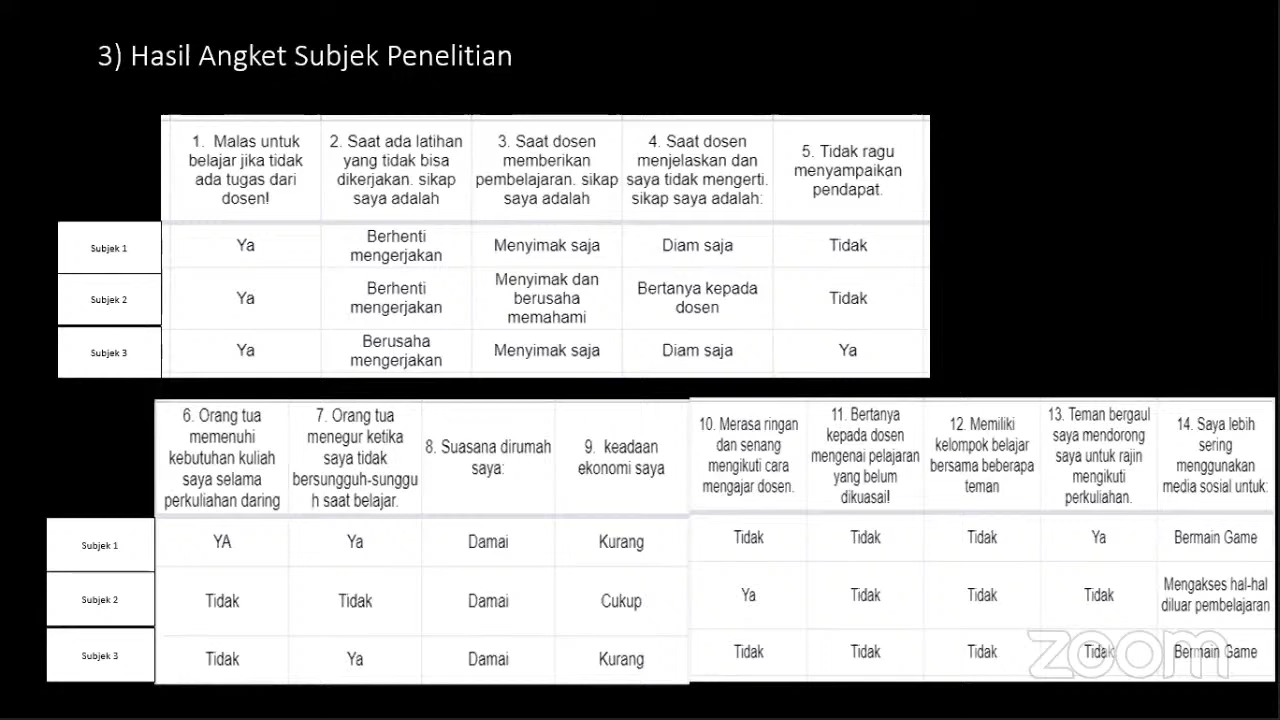 3) Hasil Angket Subjek Penelitian
1. Malas untuk
belajar jika tidak
ada tugas dari
dosen!
2. Saat ada latihan
yang tidak bisa
dikerjakan. sikap
saya adalah
3. Saat dosen
memberikan
pembelajaran. sikap
saya adalah
4. Saat dosen
menjelaskan dan
saya tidak mengerti.
sikap saya adalah:
5. Tidak ragu
menyampaikan
pendapat.
Subjek 1
Ya
Berhenti
mengerjakan
Menyimak saja
Diam saja
Tidak
Subjek 2
Ya
Berhenti
mengerjakan
Menyimak dan
berusaha
memahami
Bertanya kepada
dosen
Tidak
Subjek 3
Ya
Berusaha
mengerjakan
Menyimak saja
Diam saja
Ya
6. Orang tua
memenuhi
kebutuhan kuliah
saya selama
perkuliahan daring
7. Orang tua
menegur ketika
saya tidak
bersungguh-sunggu
h saat belajar.
8. Suasana dirumah
saya:
9. keadaan
ekonomi saya
10. Merasa ringan
dan senang
mengikuti cara
mengajar dosen.
11. Bertanya
kepada dosen
mengenai pelajaran
yang belum
dikuasai!
12. Memiliki
kelompok belajar
bersama beberapa
teman
13. Teman bergaul
saya mendorong
saya untuk rajin
mengikuti
perkuliahan.
14. Saya lebih
sering
menggunakan
media sosial untuk:
Subjek 1
YA
Ya
Damai
Kurang
Tidak
Tidak
Tidak
Ya
Bermain Game
Subjek 2
Tidak
Tidak
Damai
Cukup
Ya
Tidak
Tidak
Tidak
Mengakses hal-hal
diluar pembelajaran
Subjek 3
Tidak
Ya
Damai
Kurang
Tidak
Tidak
Tidak
Tidak
Bermain Game
zoom